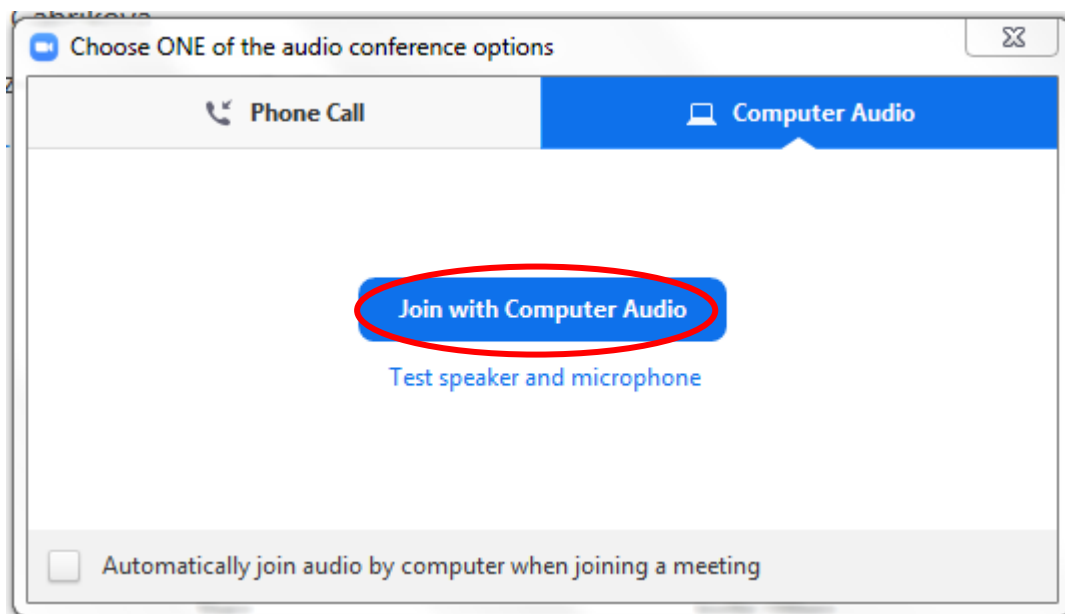 Choose ONE of the audio conference options
Phone Call
Computer Audio
Join with Computer Audio
Test speaker and microphone
Automatically join audio by computer when joining a meeting